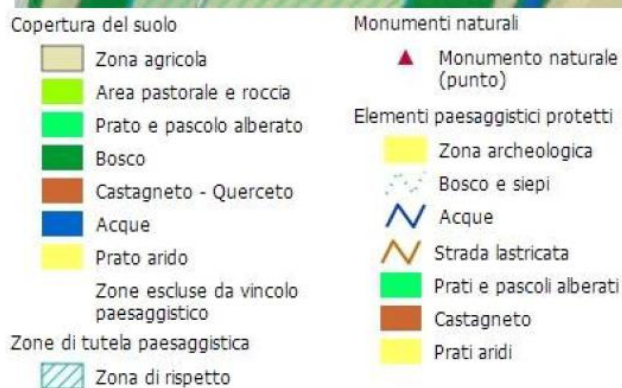 Copertura del suolo
Zona agricola
Area pastorale e roccia
Prato e pascolo alberato
Bosco
Castagneto - Querceto
Acque
Prato arido
Zone escluse da vincolo
paesaggistico
Zone di tutela paesaggistica
Zona di rispetto
Monumenti naturali
Monumento naturale
(punto)
Elementi paesaggistici protetti
Zona archeologica
Bosco e siepi
Acque
Strada lastricata
Prati e pascoli alberati
Castagneto
Prati aridi